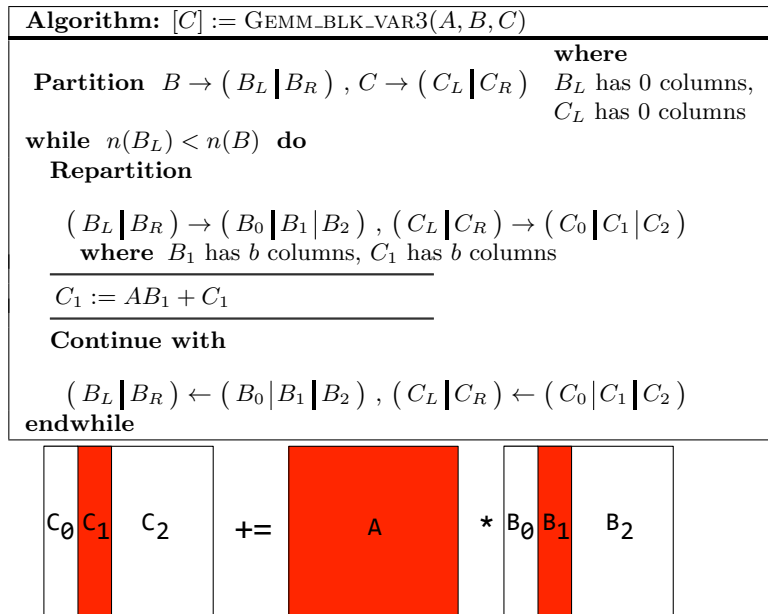 Algorithm: [C] := GEMM_BLK_VAR3(A, B, C)
where
Partition B → ( B_L | B_R ) , C → ( C_L | C_R ) B_L has 0 columns,
C_L has 0 columns
while n(B_L) < n(B) do
Repartition
( B_L | B_R ) → ( B_0 | B_1 | B_2 ) , ( C_L | C_R ) → ( C_0 | C_1 | C_2 )
where B_1 has b columns, C_1 has b columns
C_1 := AB_1 + C_1
Continue with
( B_L | B_R ) ← ( B_0 | B_1 | B_2 ) , ( C_L | C_R ) ← ( C_0 | C_1 | C_2 )
endwhile
C_0 C_1 C_2 += A * B_0 B_1 B_2